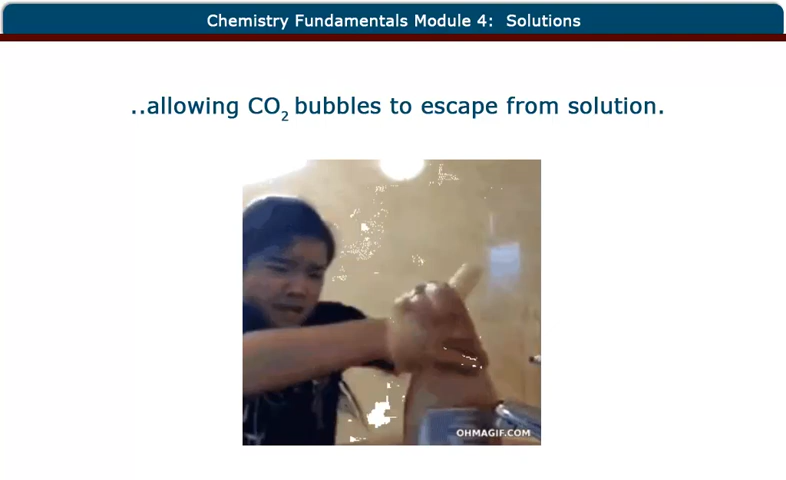 Chemistry Fundamentals Module 4: Solutions
..allowing CO₂ bubbles to escape from solution.
OHMAGIF.COM